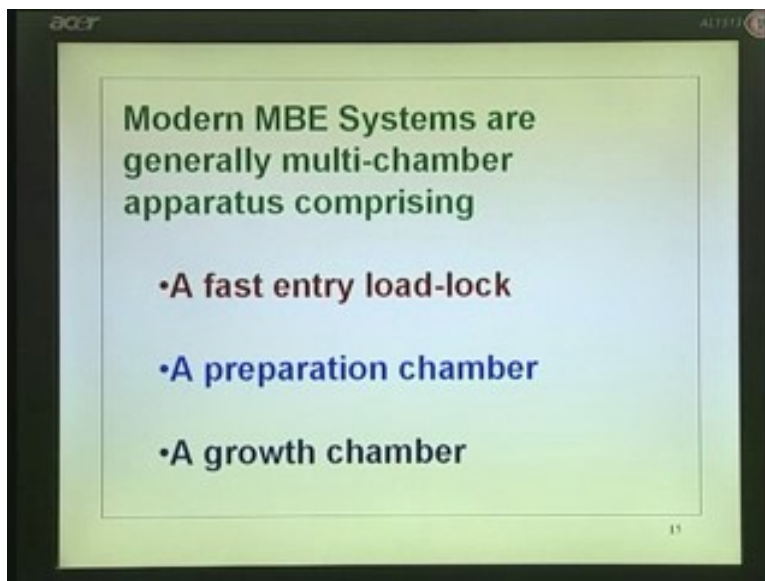 acer
Modern MBE Systems are
generally multi-chamber
apparatus comprising
•A fast entry load-lock
•A preparation chamber
•A growth chamber